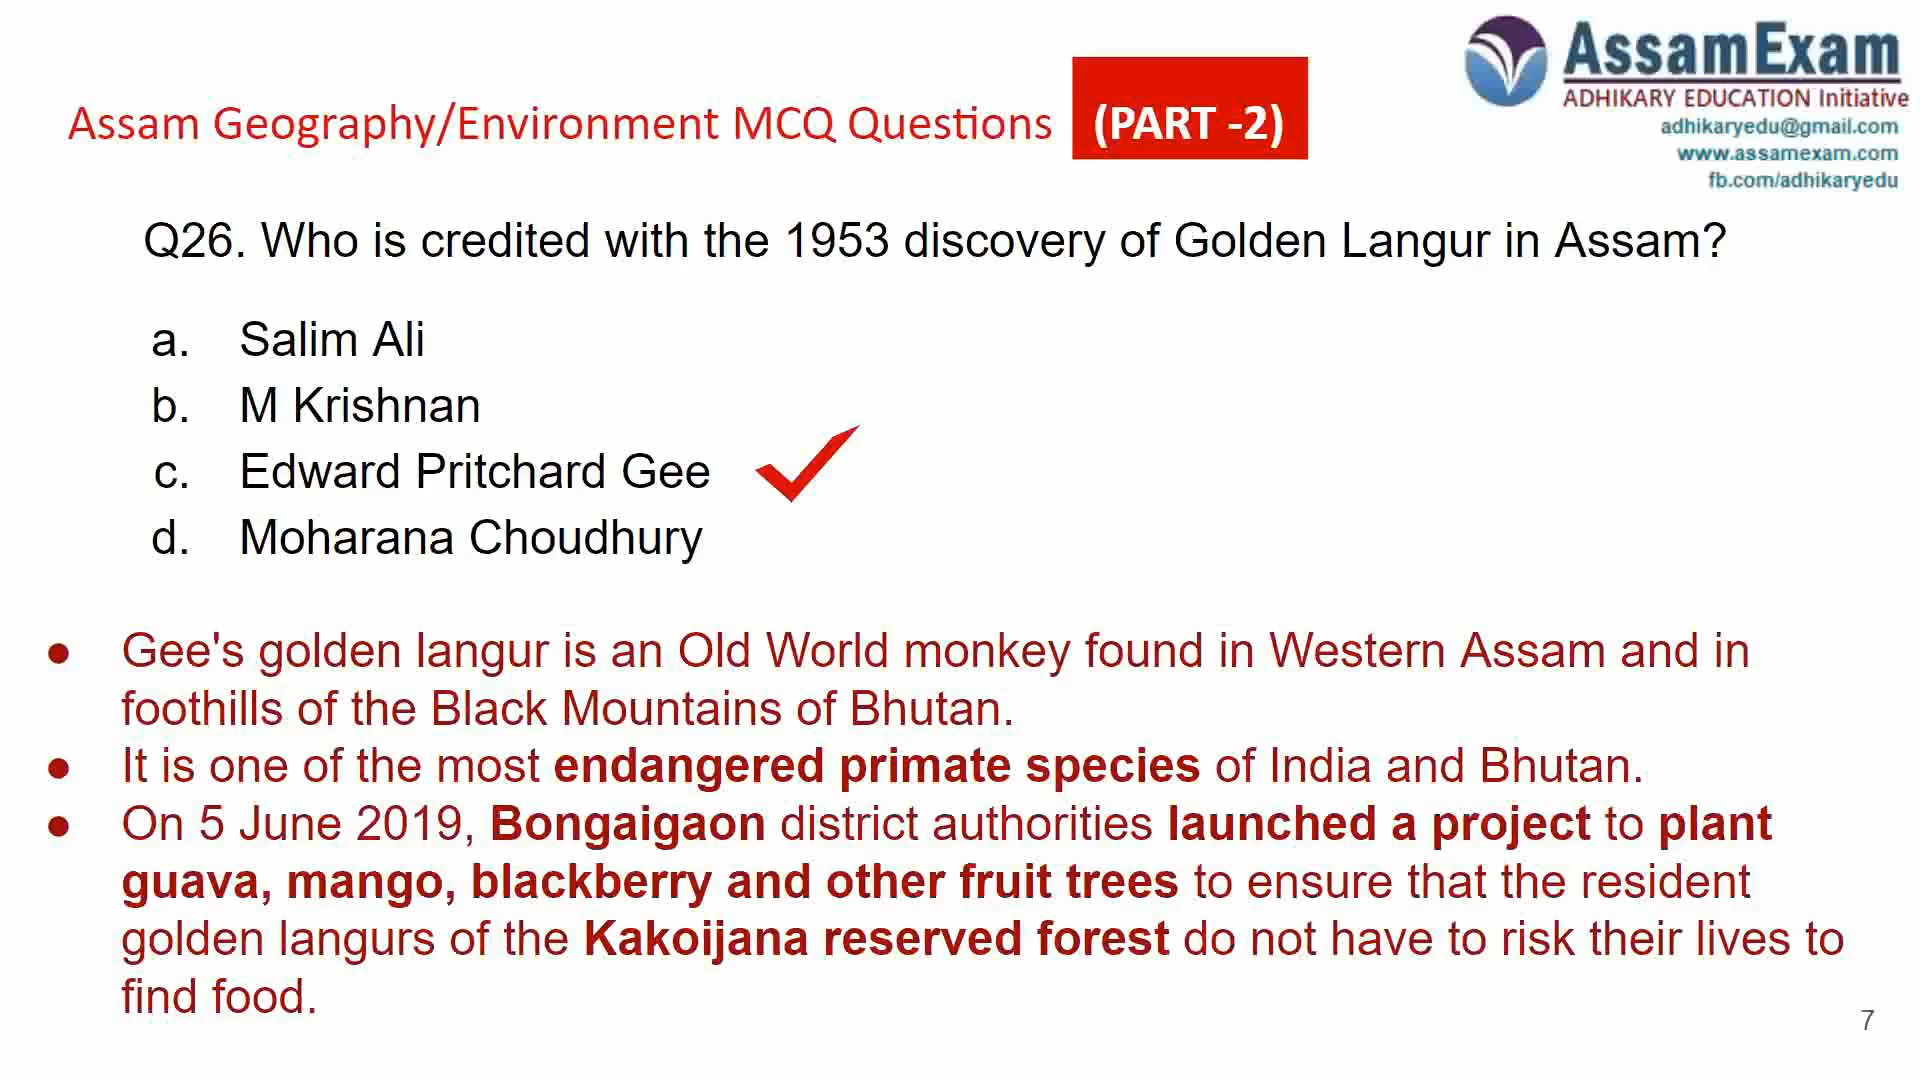 AssamExam
ADHIKARY EDUCATION Initiative
adhikaryedu@gmail.com
www.assamexam.com
fb.com/adhikaryedu
Assam Geography/Environment MCQ Questions (PART -2)
Q26. Who is credited with the 1953 discovery of Golden Langur in Assam?
a. Salim Ali
b. M Krishnan
c. Edward Pritchard Gee
d. Moharana Choudhury
● Gee's golden langur is an Old World monkey found in Western Assam and in
foothills of the Black Mountains of Bhutan.
● It is one of the most endangered primate species of India and Bhutan.
● On 5 June 2019, Bongaigaon district authorities launched a project to plant
guava, mango, blackberry and other fruit trees to ensure that the resident
golden langurs of the Kakoijana reserved forest do not have to risk their lives to
find food.
7